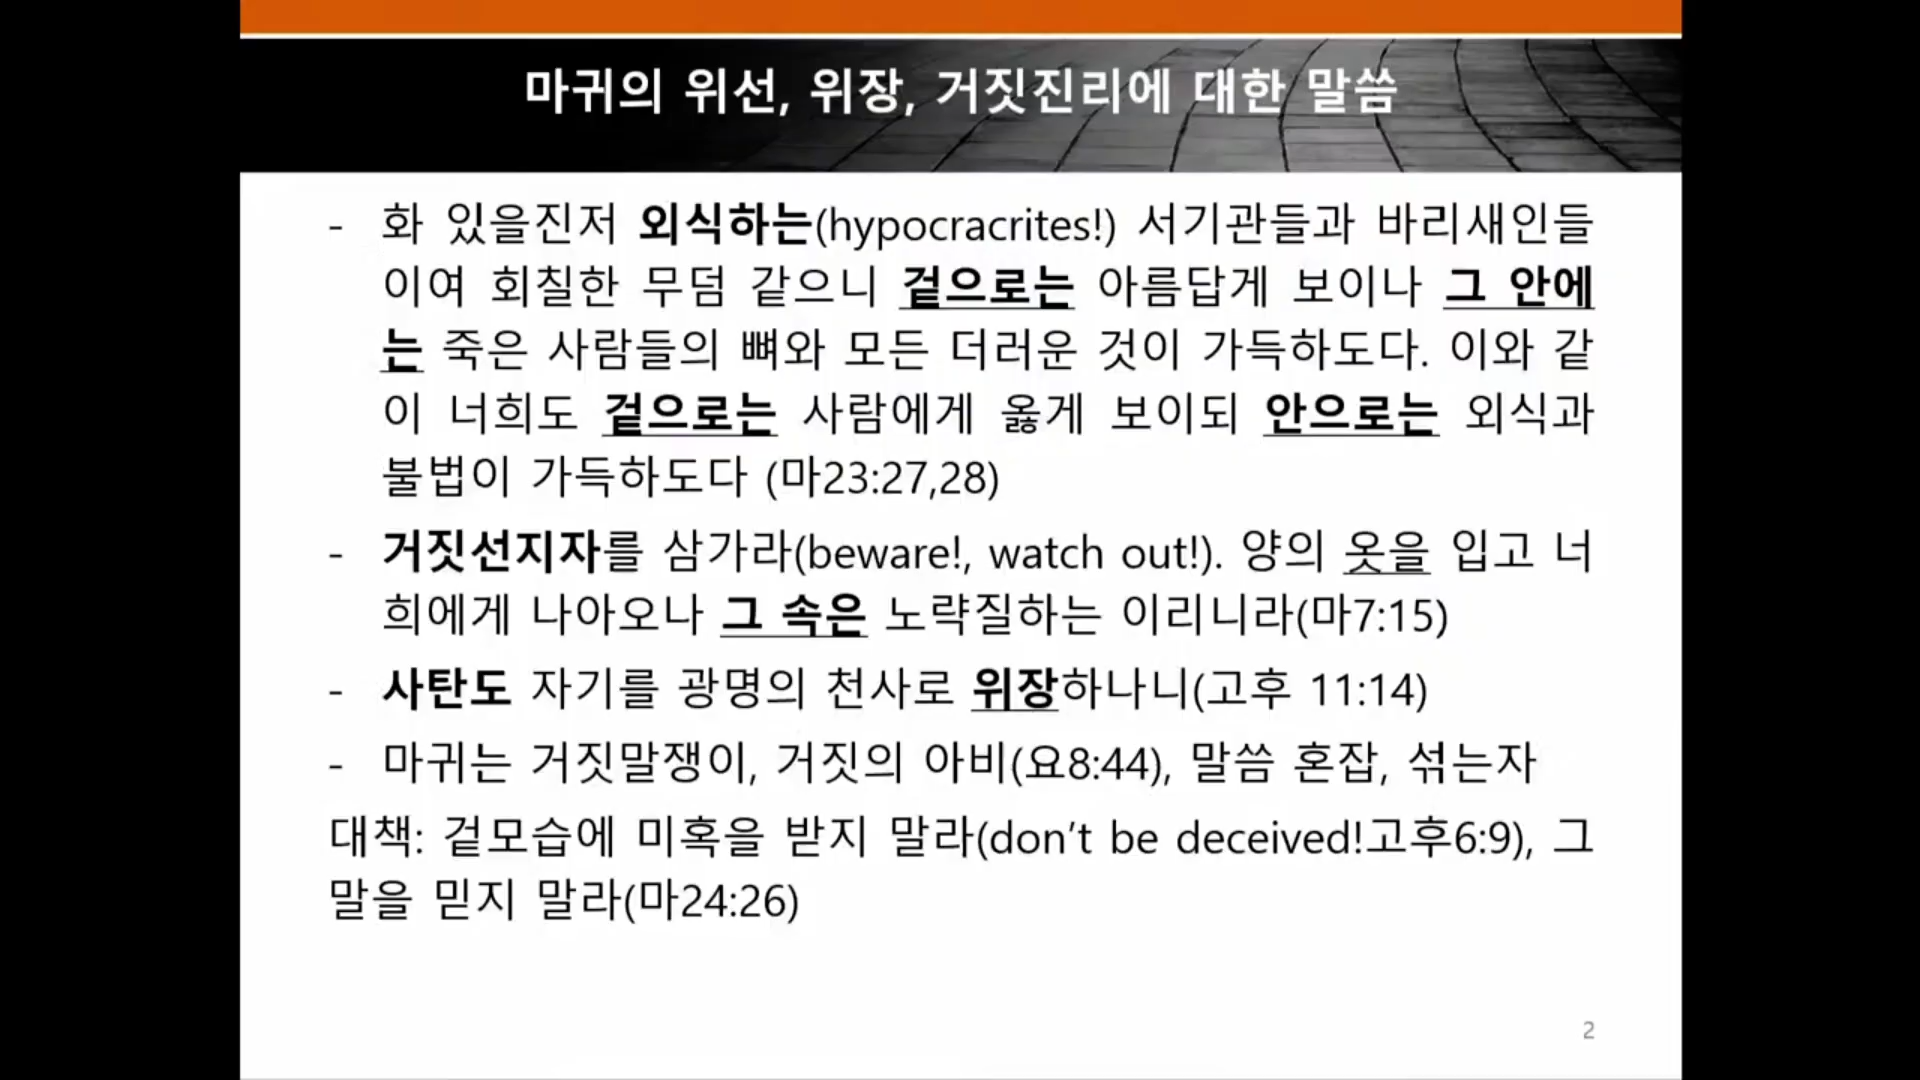 마귀의 위선, 위장, 거짓진리에 대한 말씀
- 화 있을진저 외식하는(hypocracrites!) 서기관들과 바리새인들
이여 회칠한 무덤 같으니 겉으로는 아름답게 보이나 그 안에
는 죽은 사람들의 뼈와 모든 더러운 것이 가득하도다. 이와 같
이 너희도 겉으로는 사람에게 옳게 보이되 안으로는 외식과
불법이 가득하도다 (마23:27,28)
- 거짓선지자를 삼가라(beware!, watch out!). 양의 옷을 입고 너
희에게 나아오나 그 속은 노략질하는 이리니라(마7:15)
- 사탄도 자기를 광명의 천사로 위장하나니(고후 11:14)
- 마귀는 거짓말쟁이, 거짓의 아비(요8:44), 말씀 혼잡, 섞는자
대책: 겉모습에 미혹을 받지 말라(don't be deceived!고후6:9), 그
말을 믿지 말라(마24:26)
2